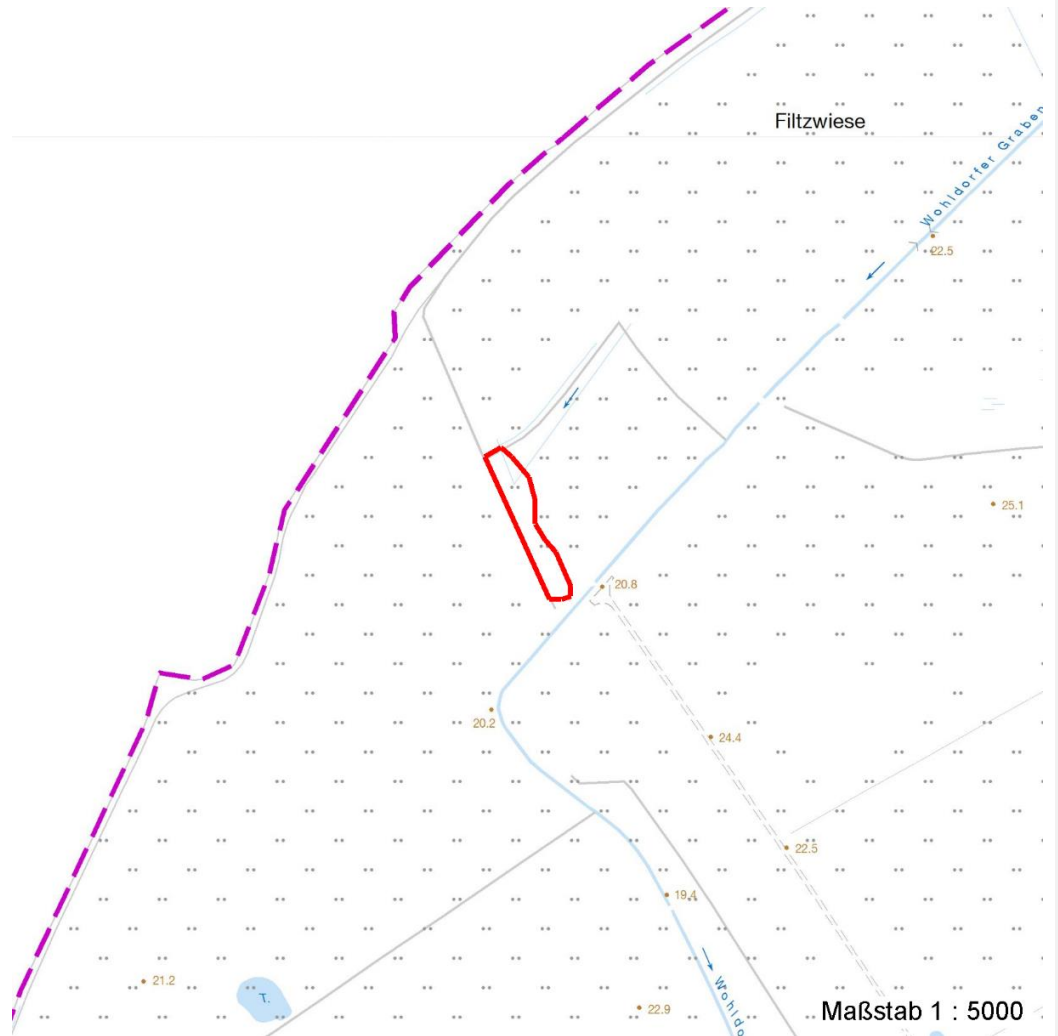 Filtzwiese
Wohldorfer Graben
22.5
25.1
20.8
20.2
24.4
22.5
19.4
21.2
T.
22.9
Wohldo
Maßstab 1 : 5000